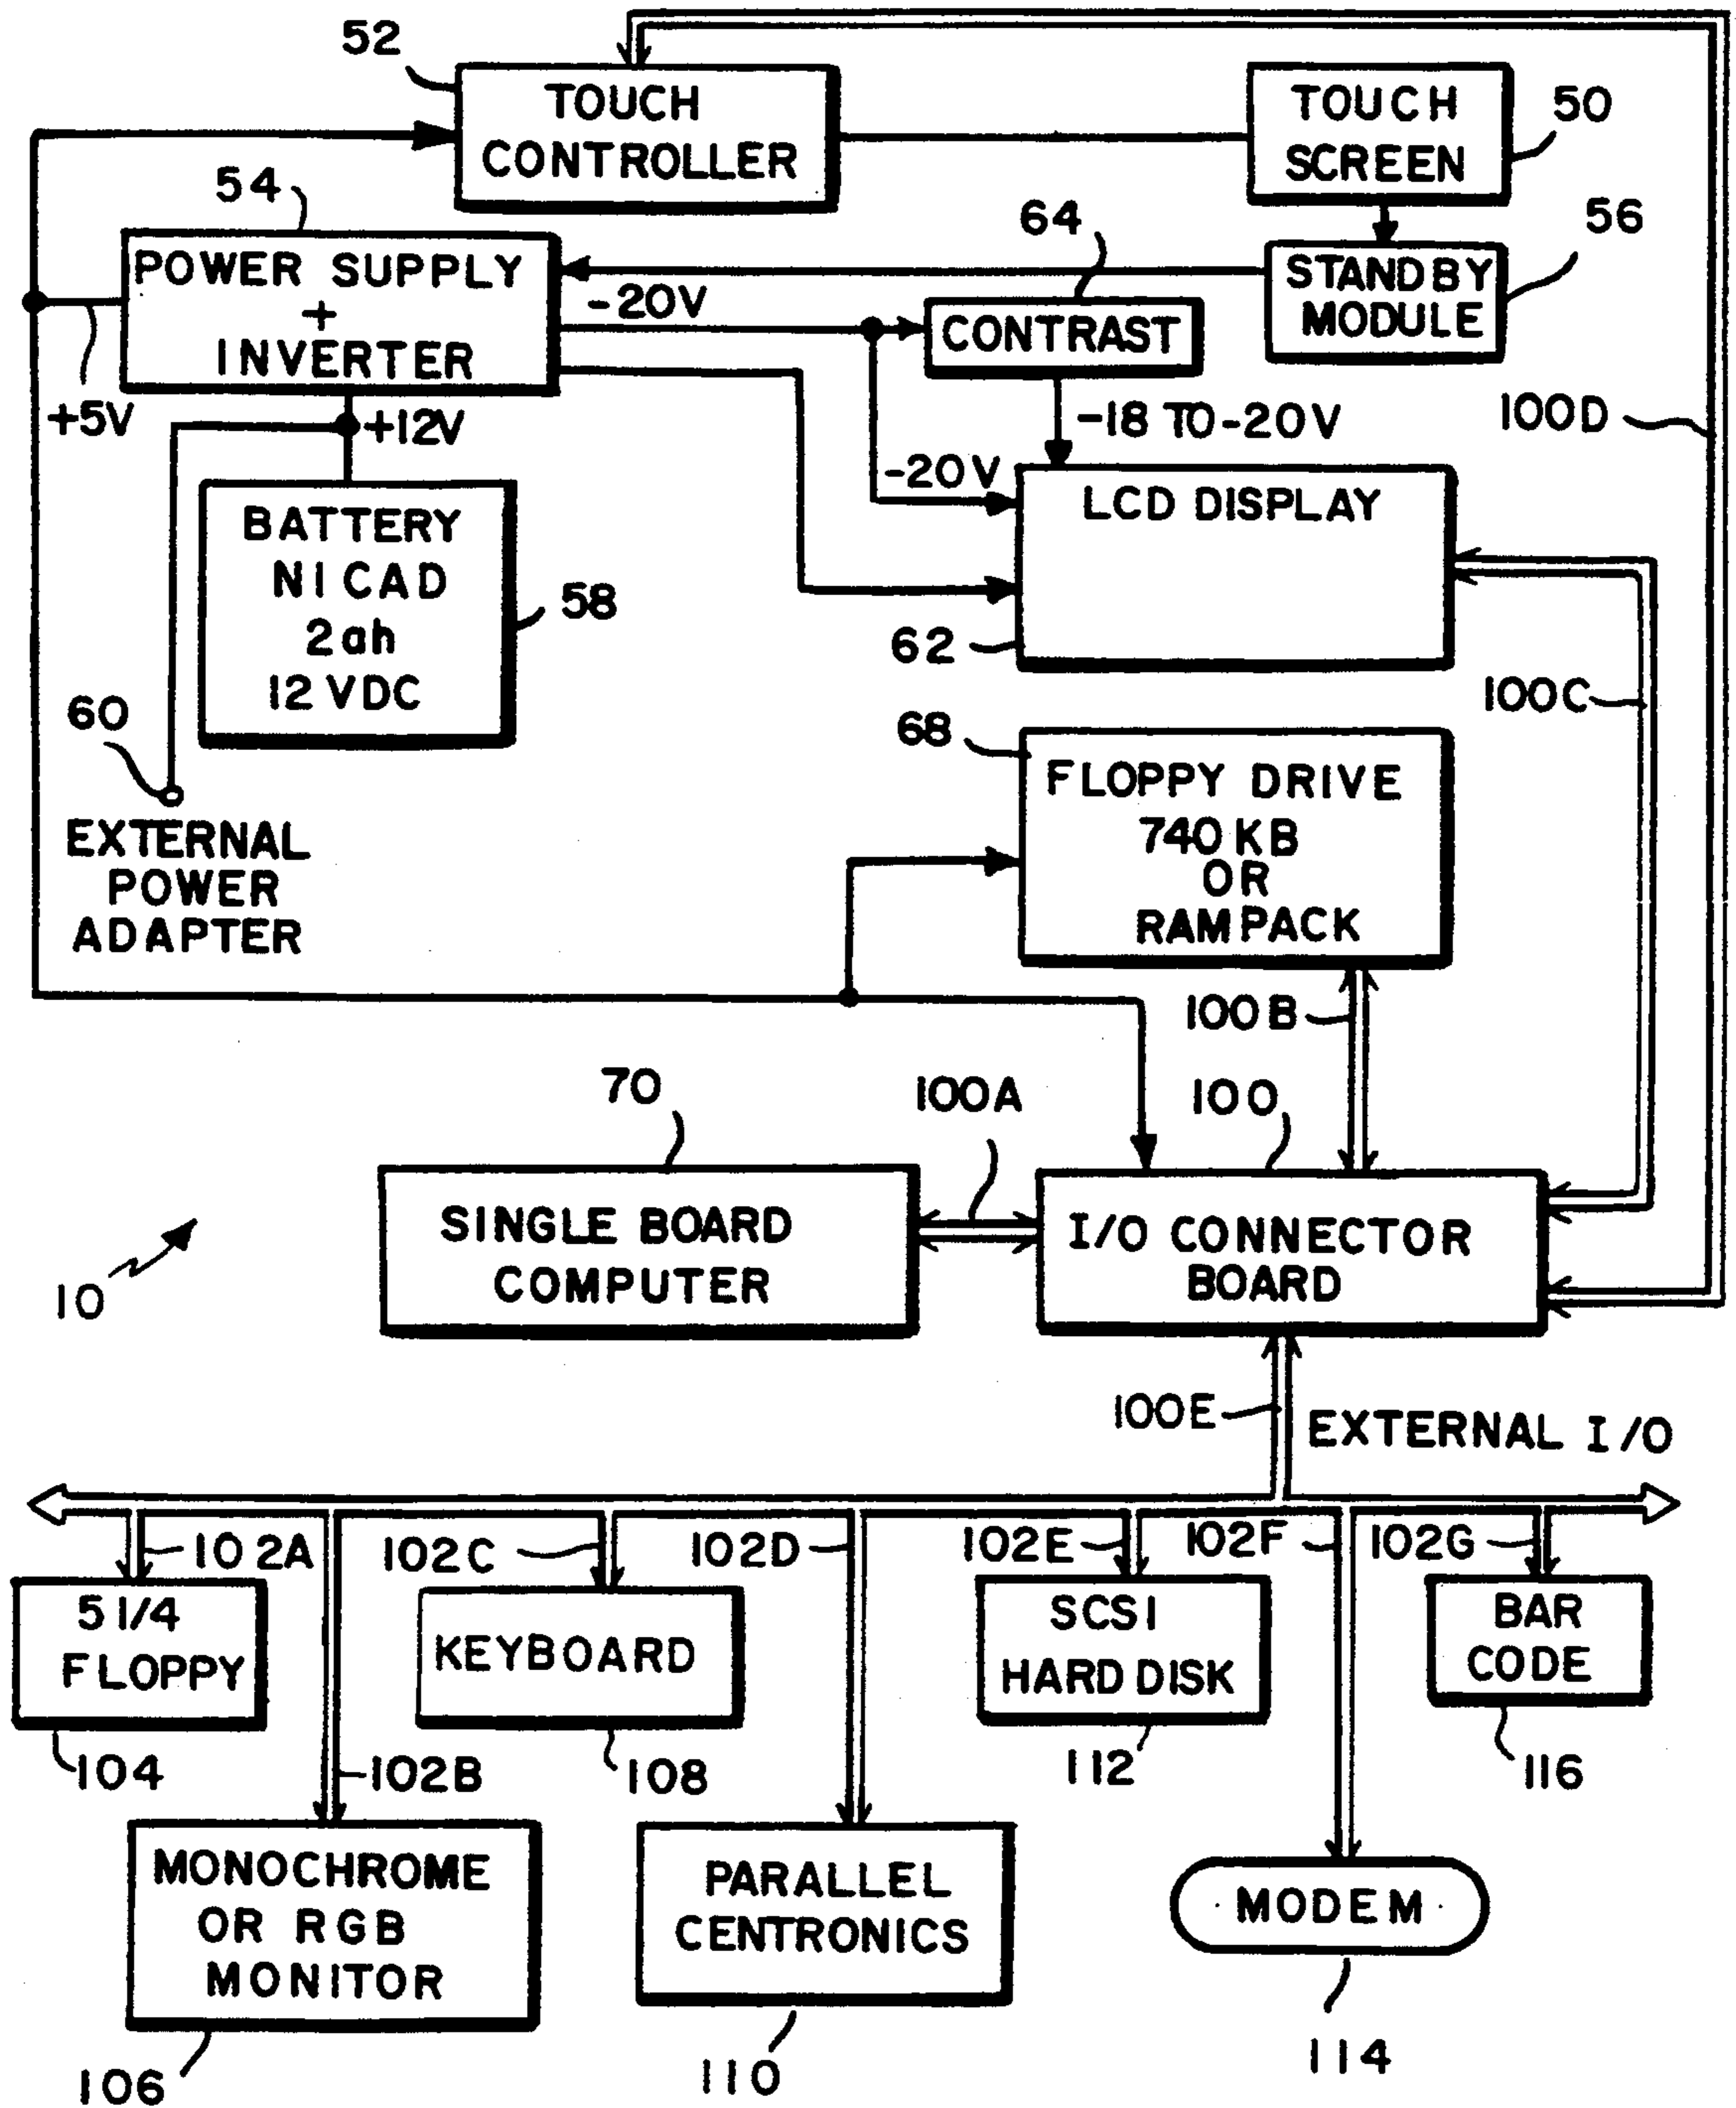 52
TOUCH
CONTROLLER
TOUCH
SCREEN
50
54
64
56
POWER SUPPLY
+
INVERTER
-20V
CONTRAST
STANDBY
MODULE
+5V
+12V
-18 TO -20V
100D
-20V
BATTERY
NI CAD
2ah
12 VDC
58
LCD DISPLAY
62
100C
60
EXTERNAL
POWER
ADAPTER
68
FLOPPY DRIVE
740 KB
OR
RAM PACK
100B
70
100A
100
SINGLE BOARD
COMPUTER
I/O CONNECTOR
BOARD
10
100E
EXTERNAL I/O
102A
102C
102D
102E
102F
102G
5 1/4
FLOPPY
KEYBOARD
SCSI
HARD DISK
BAR
CODE
104
102B
108
112
116
MONOCHROME
OR RGB
MONITOR
PARALLEL
CENTRONICS
MODEM
106
110
114